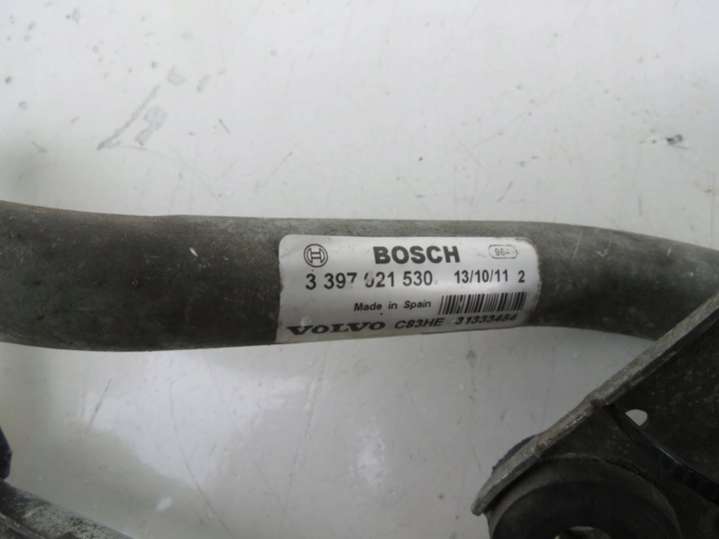 BOSCH
3 397 021 530 13/10/11 2
Made in Spain
VOLVO C83HE - 31333454